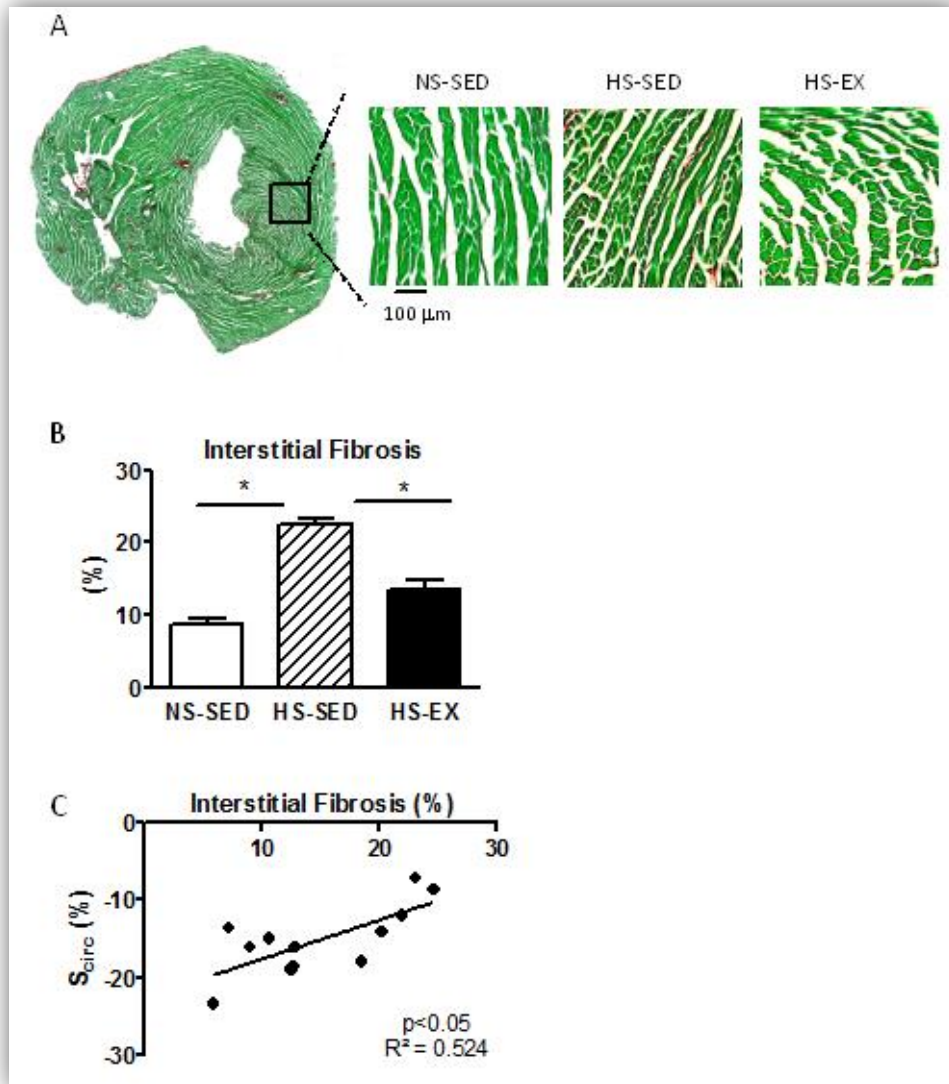 A
NS-SED HS-SED HS-EX
100 μm
B
Interstitial Fibrosis
30
* *
20
(%)
10
0
NS-SED HS-SED HS-EX
C
Interstitial Fibrosis (%)
0
10 20 30
-10
S_circ (%)
-20
p<0.05
R² = 0.524
-30